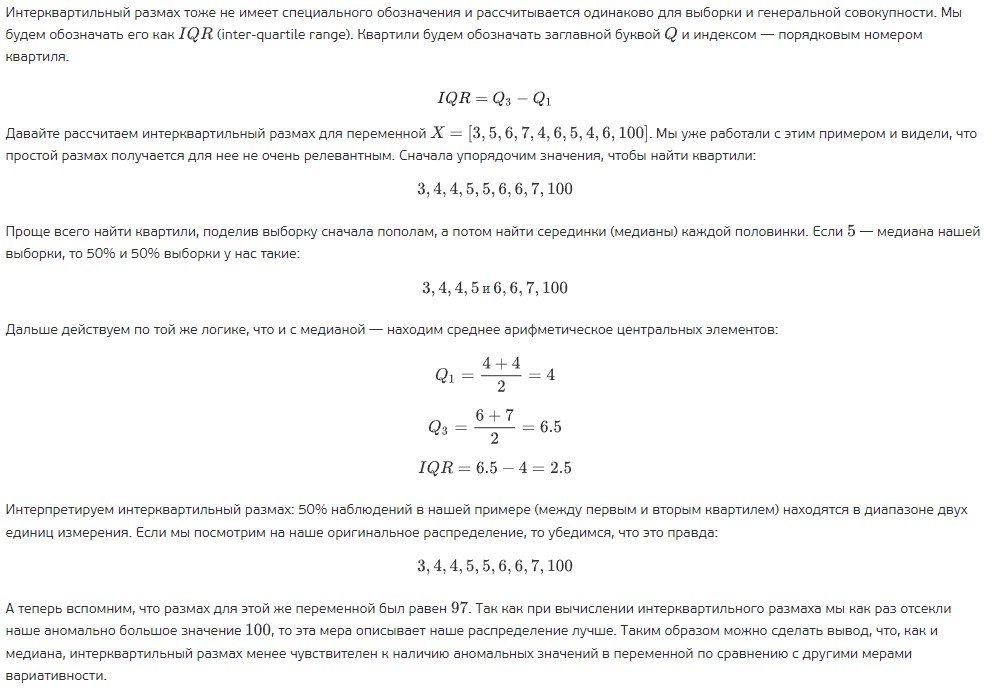 Интерквартильный размах тоже не имеет специального обозначения и рассчитывается одинаково для выборки и генеральной совокупности. Мы
будем обозначать его как IQR (inter-quartile range). Квартили будем обозначать заглавной буквой Q и индексом — порядковым номером
квартиля.
IQR = Q₃ − Q₁
Давайте рассчитаем интерквартильный размах для переменной X = [3, 5, 6, 7, 4, 6, 5, 4, 6, 100]. Мы уже работали с этим примером и видели, что
простой размах получается для нее не очень релевантным. Сначала упорядочим значения, чтобы найти квартили:
3, 4, 4, 5, 5, 6, 6, 7, 100
Проще всего найти квартили, поделив выборку сначала пополам, а потом найти серединки (медианы) каждой половинки. Если 5 — медиана нашей
выборки, то 50% и 50% выборки у нас такие:
3, 4, 4, 5 и 6, 6, 7, 100
Дальше действуем по той же логике, что и с медианой — находим среднее арифметическое центральных элементов:
Q₁ = (4 + 4)/2 = 4
Q₃ = (6 + 7)/2 = 6.5
IQR = 6.5 − 4 = 2.5
Интерпретируем интерквартильный размах: 50% наблюдений в нашей примере (между первым и вторым квартилем) находятся в диапазоне двух
единиц измерения. Если мы посмотрим на наше оригинальное распределение, то убедимся, что это правда:
3, 4, 4, 5, 5, 6, 6, 7, 100
А теперь вспомним, что размах для этой же переменной был равен 97. Так как при вычислении интерквартильного размаха мы как раз отсекли
наше аномально большое значение 100, то эта мера описывает наше распределение лучше. Таким образом можно сделать вывод, что, как и
медиана, интерквартильный размах менее чувствителен к наличию аномальных значений в переменной по сравнению с другими мерами
вариативности.